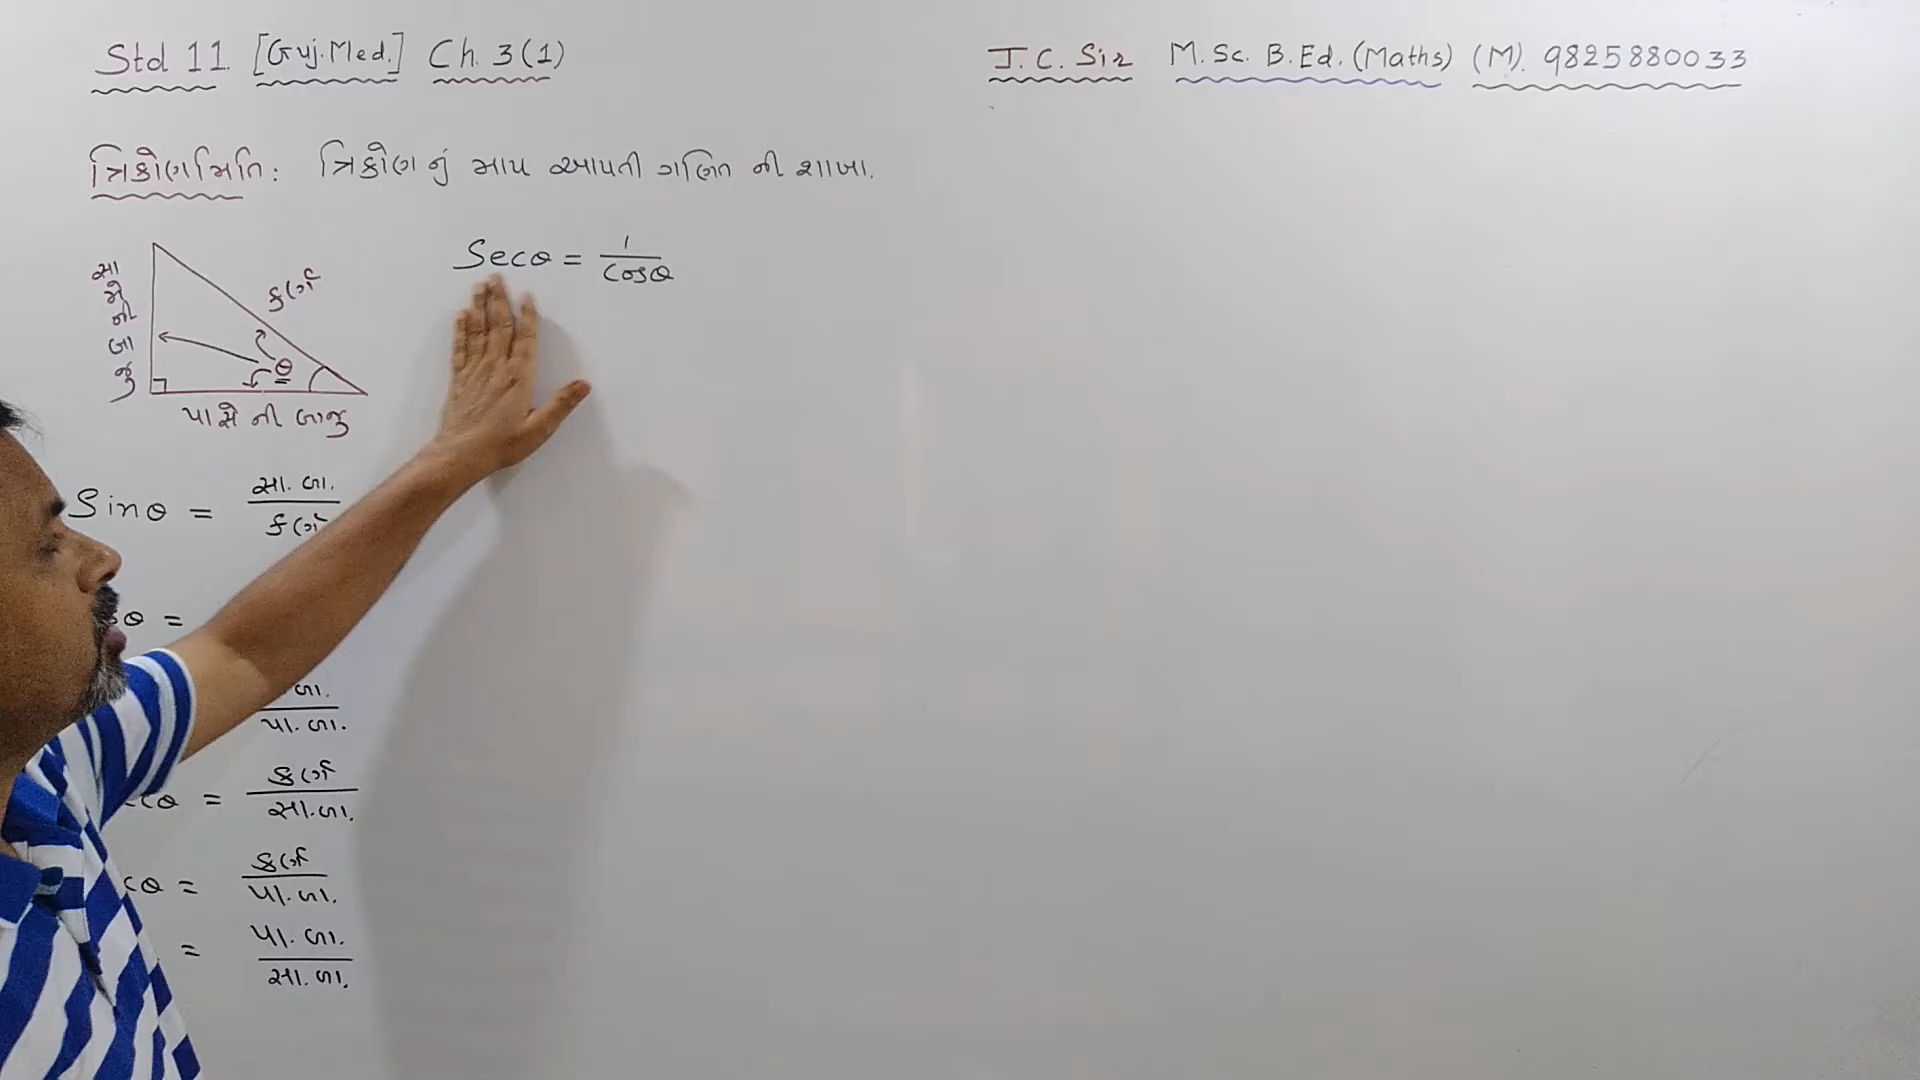 Std 11 [Guj.Med.] Ch. 3(1)
J.C. Sir M.Sc. B.Ed. (Maths) (M). 9825880033
ત્રિકોણમિતિ: ત્રિકોણ નું માપ આપતી ગણિત ની શાખા.
Secθ = 1/Cosθ
સામેની બાજુ
કર્ણ
θ
પાસે ની બાજુ
Sinθ = સા. બા. / કર્ણ
θ =
બા. / પા. બા.
θ = કર્ણ / સા. બા.
cθ = કર્ણ / પા. બા.
= પા. બા. / સા. બા.